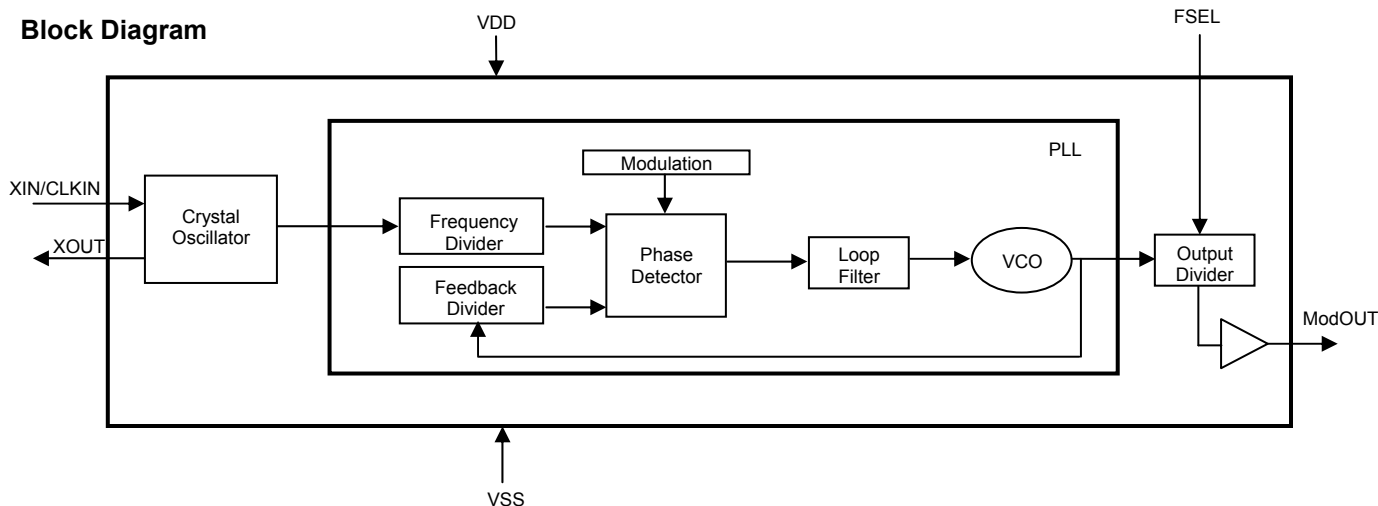 Block Diagram
VDD
FSEL
PLL
Modulation
XIN/CLKIN
Crystal
Oscillator
XOUT
Frequency
Divider
Feedback
Divider
Phase
Detector
Loop
Filter
VCO
Output
Divider
ModOUT
VSS